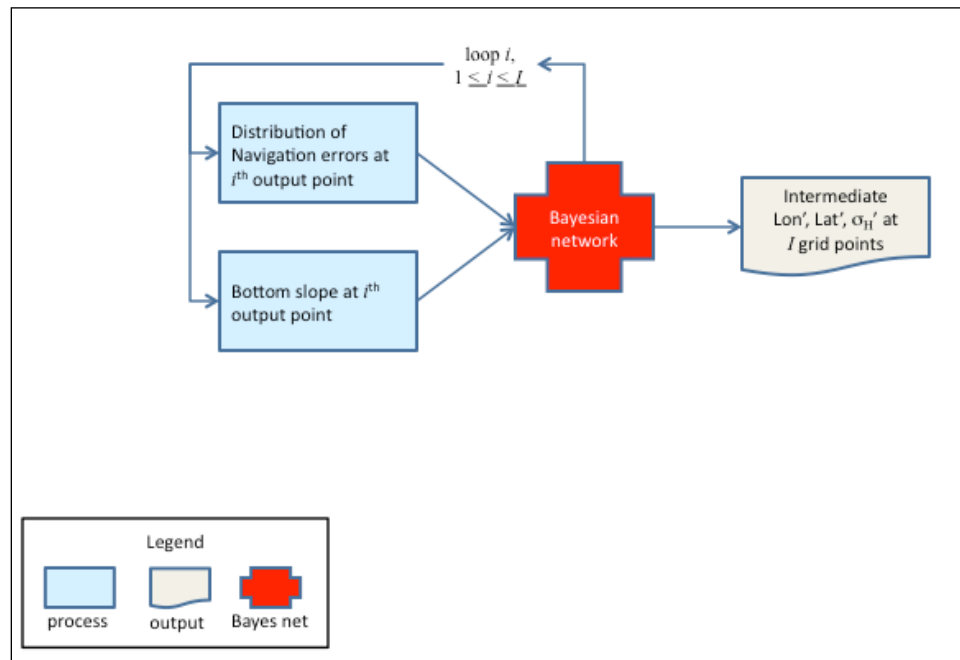 loop i,
1 ≤ i ≤ I
Distribution of
Navigation errors at
iᵗʰ output point
Bottom slope at iᵗʰ
output point
Bayesian
network
Intermediate
Lon′, Lat′, σH′ at
I grid points
Legend
process
output
Bayes net